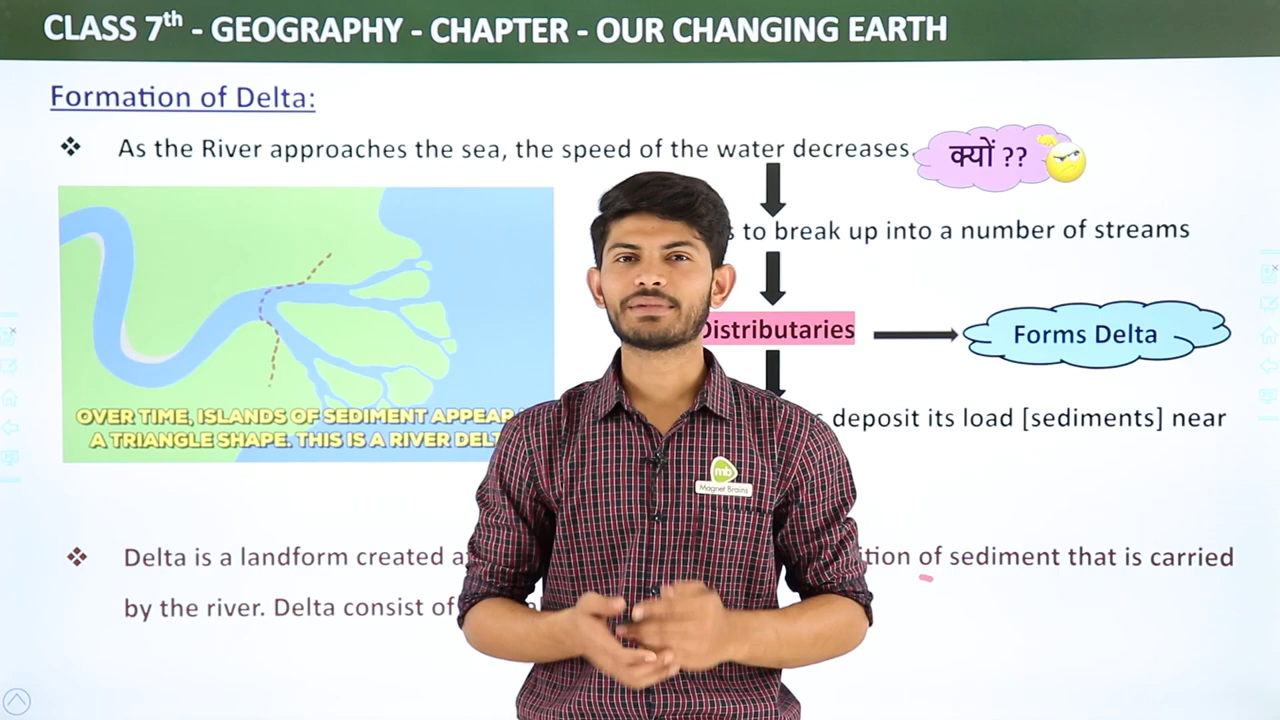 CLASS 7th - GEOGRAPHY - CHAPTER - OUR CHANGING EARTH
Formation of Delta:
❖ As the River approaches the sea, the speed of the water decreases.
क्यों ??
to break up into a number of streams
Distributaries
Forms Delta
OVER TIME, ISLANDS OF SEDIMENT APPEAR
A TRIANGLE SHAPE. THIS IS A RIVER
deposit its load [sediments] near
mb
Magnet Brains
❖ Delta is a landform created
of sediment that is carried
by the river. Delta consist of